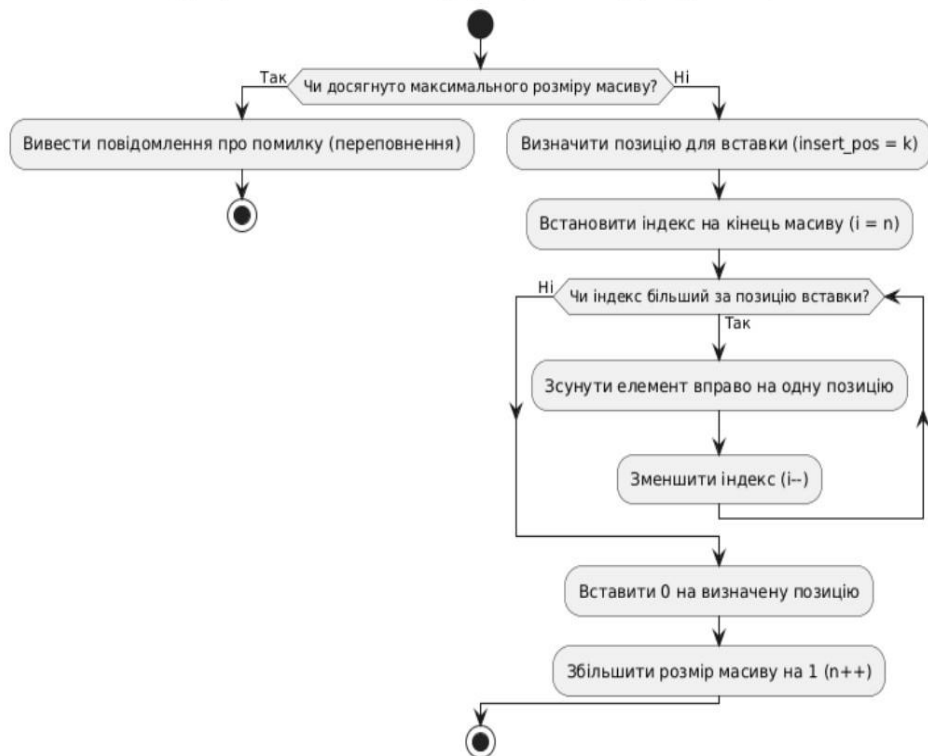 Так
Чи досягнуто максимального розміру масиву?
Ні
Вивести повідомлення про помилку (переповнення)
Визначити позицію для вставки (insert_pos = k)
Встановити індекс на кінець масиву (i = n)
Ні
Чи індекс більший за позицію вставки?
Так
Зсунути елемент вправо на одну позицію
Зменшити індекс (i--)
Вставити 0 на визначену позицію
Збільшити розмір масиву на 1 (n++)